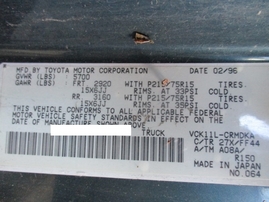 MFD.BY TOYOTA MOTOR CORPORATION DATE 02/96
GVWR (LBS) 5700
GAWR (LBS) FRT 2920 WITH P215/75R15 TIRES,
15X6JJ RIMS AT 33PSI COLD
RR 3160 WITH P215/75R15 TIRES,
15X6JJ RIMS AT 39PSI COLD
THIS VEHICLE CONFORMS TO ALL APPLICABLE FEDERAL
MOTOR VEHICLE SAFETY STANDARDS IN EFFECT ON THE
DATE OF MANUFACTURE SHOWN ABOVE.
TRUCK VCK11L-CRMDKA
C/TR 27X/FF44
A/TM A08A/
R150
MADE IN JAPAN NO.064